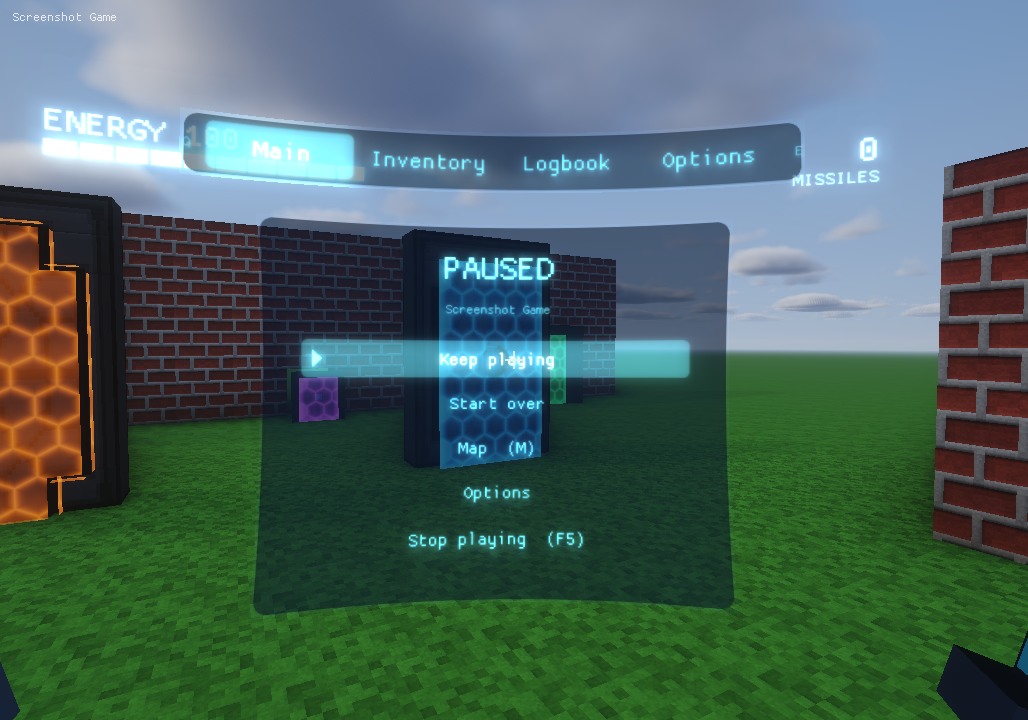 Screenshot Game
ENERGY
100
Main
Inventory
Logbook
Options
0
MISSILES
PAUSED
Screenshot Game
Keep playing
Start over
Map (M)
Options
Stop playing (F5)